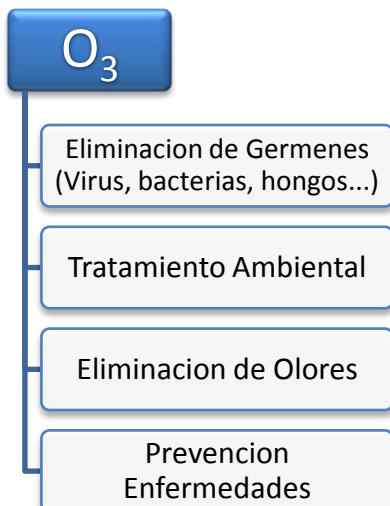 O₃
Eliminacion de Germenes
(Virus, bacterias, hongos...)
Tratamiento Ambiental
Eliminacion de Olores
Prevencion
Enfermedades